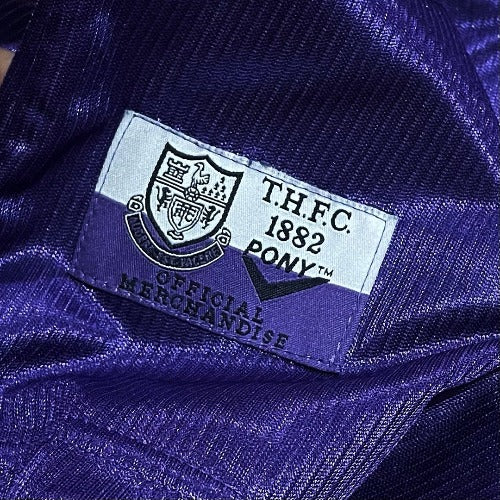 T.H.F.C.
1882
PONY™
OFFICIAL
MERCHANDISE